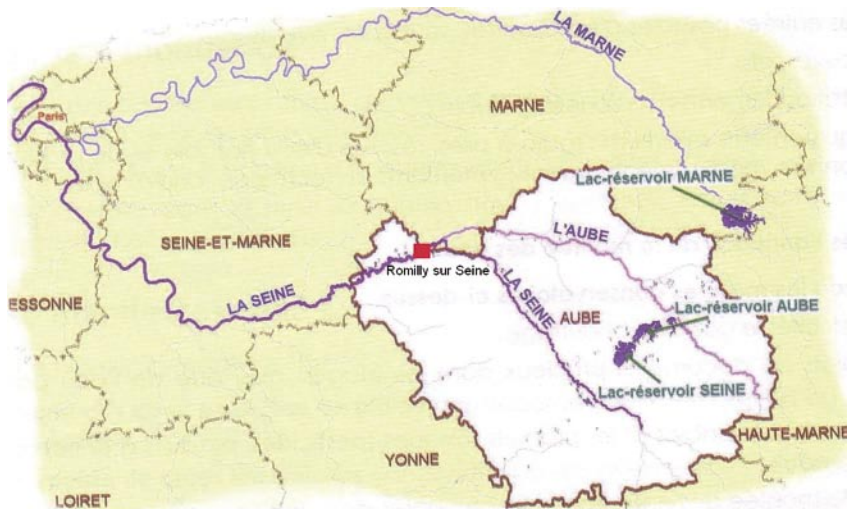 LA MARNE
Paris
MARNE
Lac-réservoir MARNE
SEINE-ET-MARNE
L'AUBE
Romilly sur Seine
ESSONNE
LA SEINE
LA SEINE
Lac-réservoir AUBE
AUBE
Lac-réservoir SEINE
HAUTE-MARNE
YONNE
LOIRET